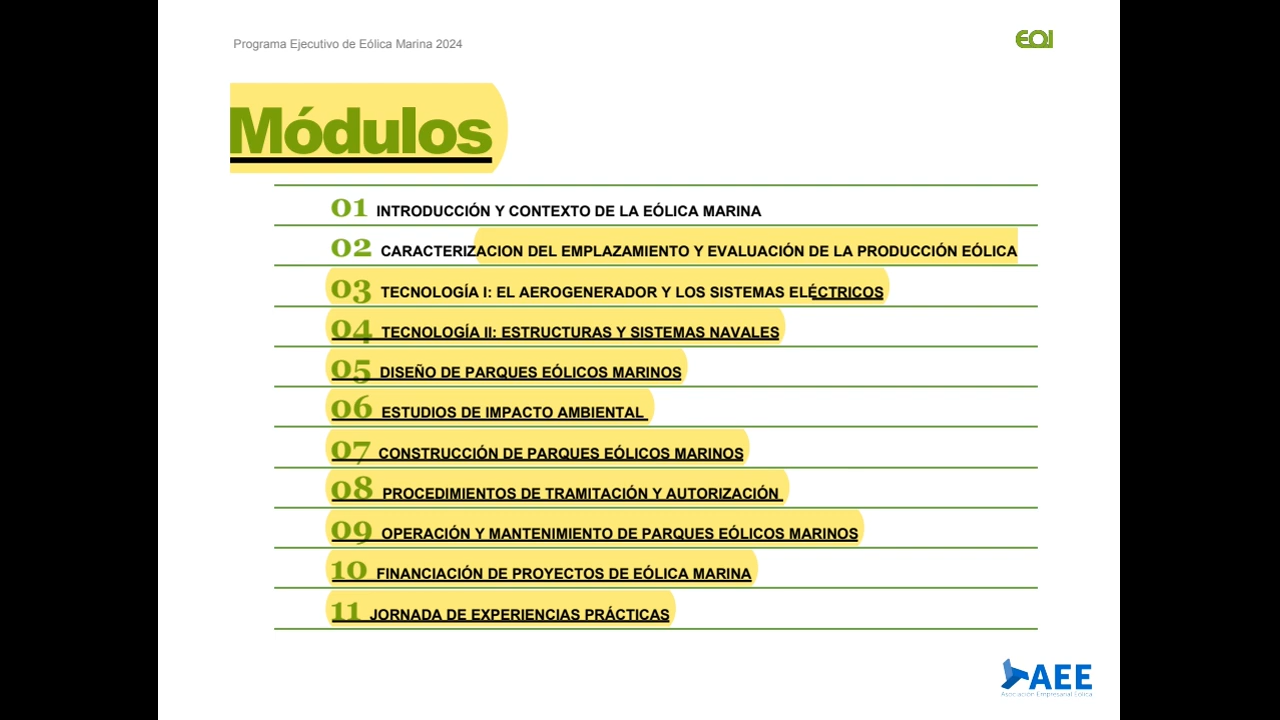 Programa Ejecutivo de Eólica Marina 2024
EOI
Módulos
01 INTRODUCCIÓN Y CONTEXTO DE LA EÓLICA MARINA
02 CARACTERIZACION DEL EMPLAZAMIENTO Y EVALUACIÓN DE LA PRODUCCIÓN EÓLICA
03 TECNOLOGÍA I: EL AEROGENERADOR Y LOS SISTEMAS ELÉCTRICOS
04 TECNOLOGÍA II: ESTRUCTURAS Y SISTEMAS NAVALES
05 DISEÑO DE PARQUES EÓLICOS MARINOS
06 ESTUDIOS DE IMPACTO AMBIENTAL
07 CONSTRUCCIÓN DE PARQUES EÓLICOS MARINOS
08 PROCEDIMIENTOS DE TRAMITACIÓN Y AUTORIZACIÓN
09 OPERACIÓN Y MANTENIMIENTO DE PARQUES EÓLICOS MARINOS
10 FINANCIACIÓN DE PROYECTOS DE EÓLICA MARINA
11 JORNADA DE EXPERIENCIAS PRÁCTICAS
AEE
Asociación Empresarial Eólica